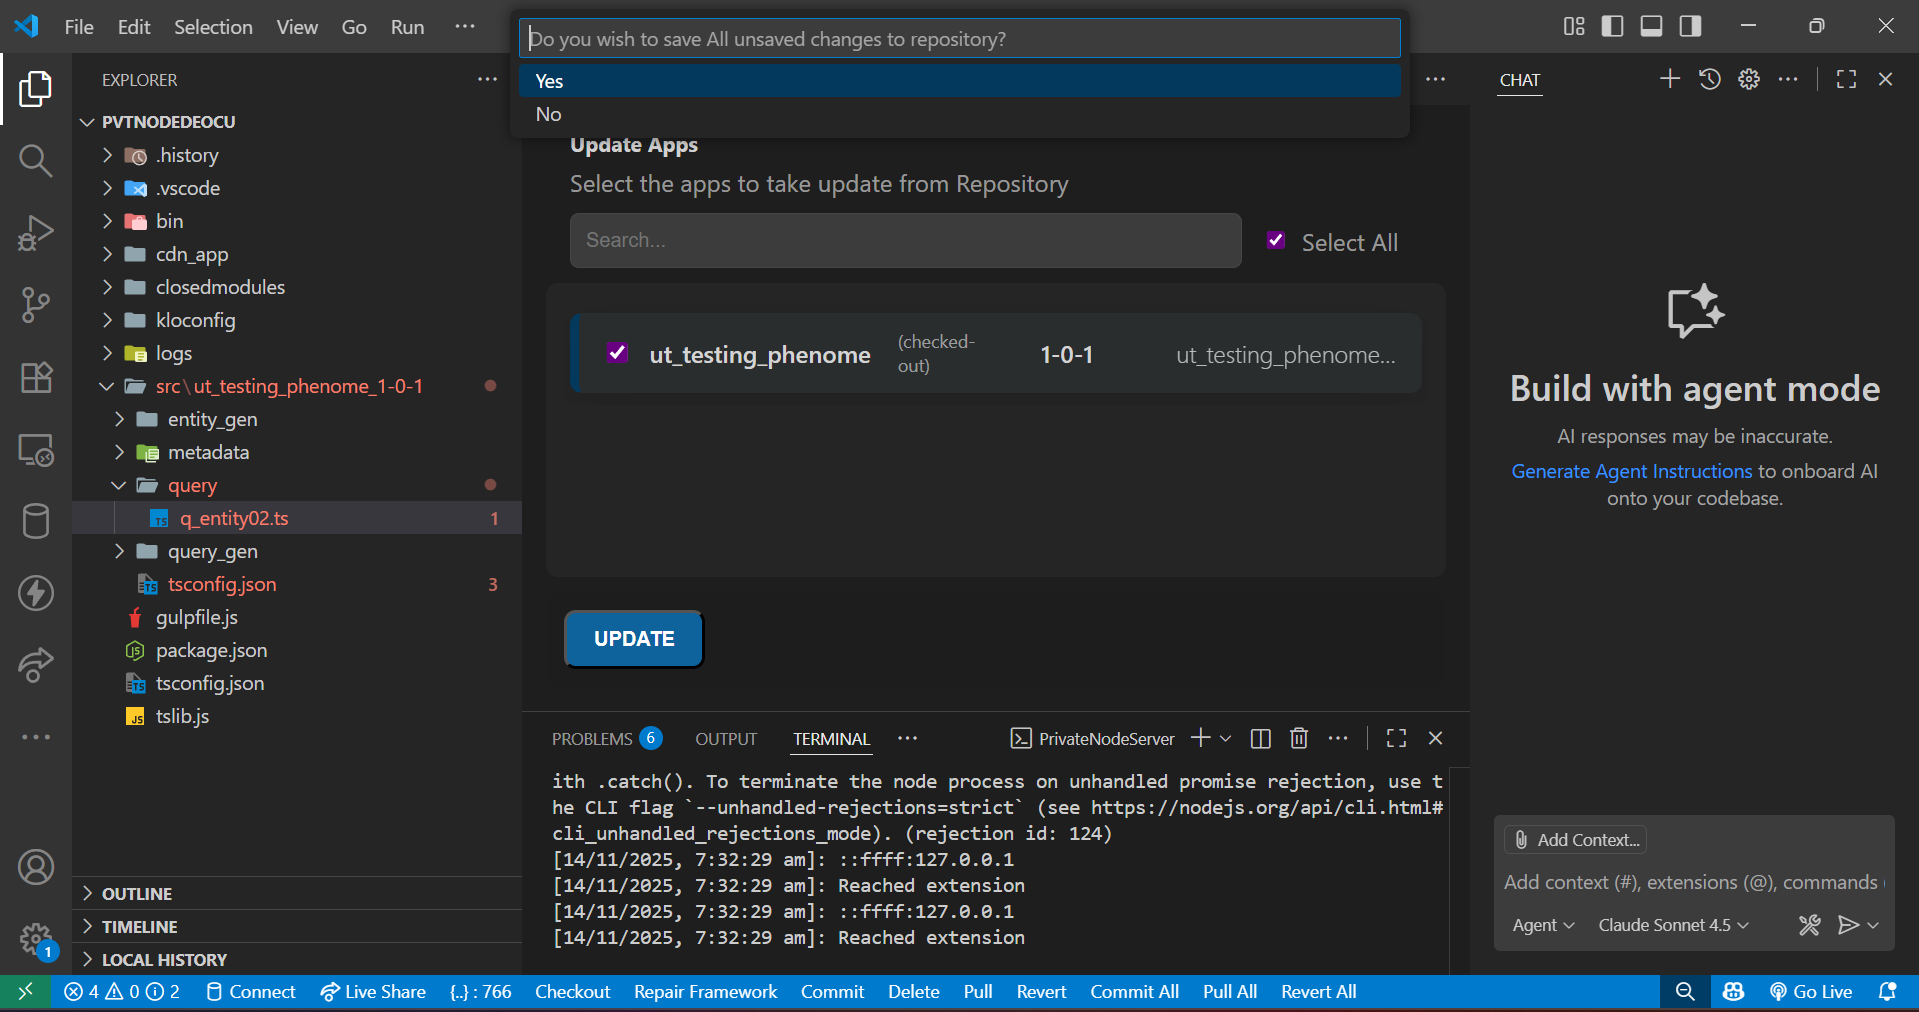 File Edit Selection View Go Run ···
Do you wish to save All unsaved changes to repository?
Yes
No
EXPLORER
PVTNODEDEOCU
.history
.vscode
bin
cdn_app
closedmodules
kloconfig
logs
src\ut_testing_phenome_1-0-1
entity_gen
metadata
query
q_entity02.ts 1
query_gen
tsconfig.json 3
gulpfile.js
package.json
tsconfig.json
tslib.js
OUTLINE
TIMELINE
LOCAL HISTORY
1
Update Apps
Select the apps to take update from Repository
Search...
Select All
ut_testing_phenome (checked-out) 1-0-1 ut_testing_phenome...
UPDATE
PROBLEMS 6 OUTPUT TERMINAL ··· PrivateNodeServer
ith .catch(). To terminate the node process on unhandled promise rejection, use t
he CLI flag `--unhandled-rejections=strict` (see https://nodejs.org/api/cli.html#
cli_unhandled_rejections_mode). (rejection id: 124)
[14/11/2025, 7:32:29 am]: ::ffff:127.0.0.1
[14/11/2025, 7:32:29 am]: Reached extension
[14/11/2025, 7:32:29 am]: ::ffff:127.0.0.1
[14/11/2025, 7:32:29 am]: Reached extension
CHAT
Build with agent mode
AI responses may be inaccurate.
Generate Agent Instructions to onboard AI
onto your codebase.
Add Context...
Add context (#), extensions (@), commands
Agent Claude Sonnet 4.5
4 0 2 Connect Live Share {..} : 766 Checkout Repair Framework Commit Delete Pull Revert Commit All Pull All Revert All Go Live